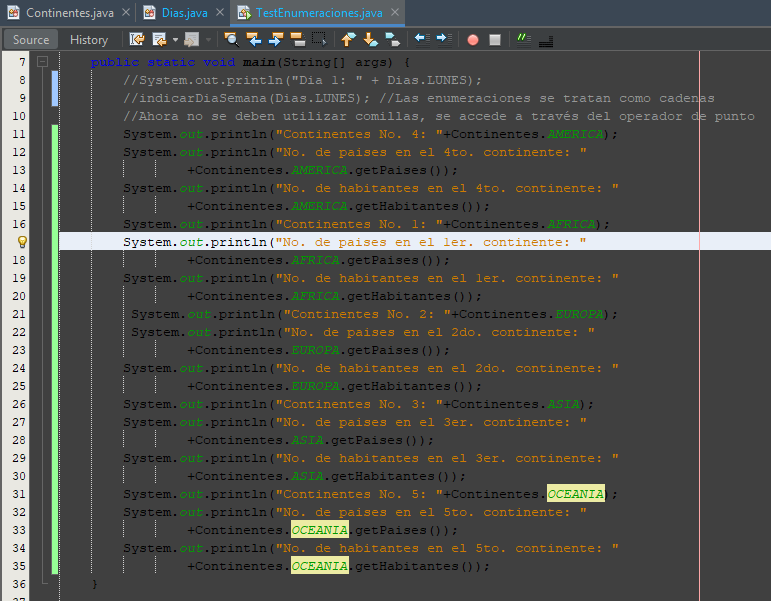 Continentes.java
Dias.java
TestEnumeraciones.java
Source History
7 public static void main(String[] args) {
8 //System.out.println("Dia 1: " + Dias.LUNES);
9 //indicarDiaSemana(Dias.LUNES); //Las enumeraciones se tratan como cadenas
10 //Ahora no se deben utilizar comillas, se accede a través del operador de punto
11 System.out.println("Continentes No. 4: "+Continentes.AMERICA);
12 System.out.println("No. de paises en el 4to. continente: "
13 +Continentes.AMERICA.getPaises());
14 System.out.println("No. de habitantes en el 4to. continente: "
15 +Continentes.AMERICA.getHabitantes());
16 System.out.println("Continentes No. 1: "+Continentes.AFRICA);
System.out.println("No. de paises en el 1er. continente: "
18 +Continentes.AFRICA.getPaises());
19 System.out.println("No. de habitantes en el 1er. continente: "
20 +Continentes.AFRICA.getHabitantes());
21 System.out.println("Continentes No. 2: "+Continentes.EUROPA);
22 System.out.println("No. de paises en el 2do. continente: "
23 +Continentes.EUROPA.getPaises());
24 System.out.println("No. de habitantes en el 2do. continente: "
25 +Continentes.EUROPA.getHabitantes());
26 System.out.println("Continentes No. 3: "+Continentes.ASIA);
27 System.out.println("No. de paises en el 3er. continente: "
28 +Continentes.ASIA.getPaises());
29 System.out.println("No. de habitantes en el 3er. continente: "
30 +Continentes.ASIA.getHabitantes());
31 System.out.println("Continentes No. 5: "+Continentes.OCEANIA);
32 System.out.println("No. de paises en el 5to. continente: "
33 +Continentes.OCEANIA.getPaises());
34 System.out.println("No. de habitantes en el 5to. continente: "
35 +Continentes.OCEANIA.getHabitantes());
36 }